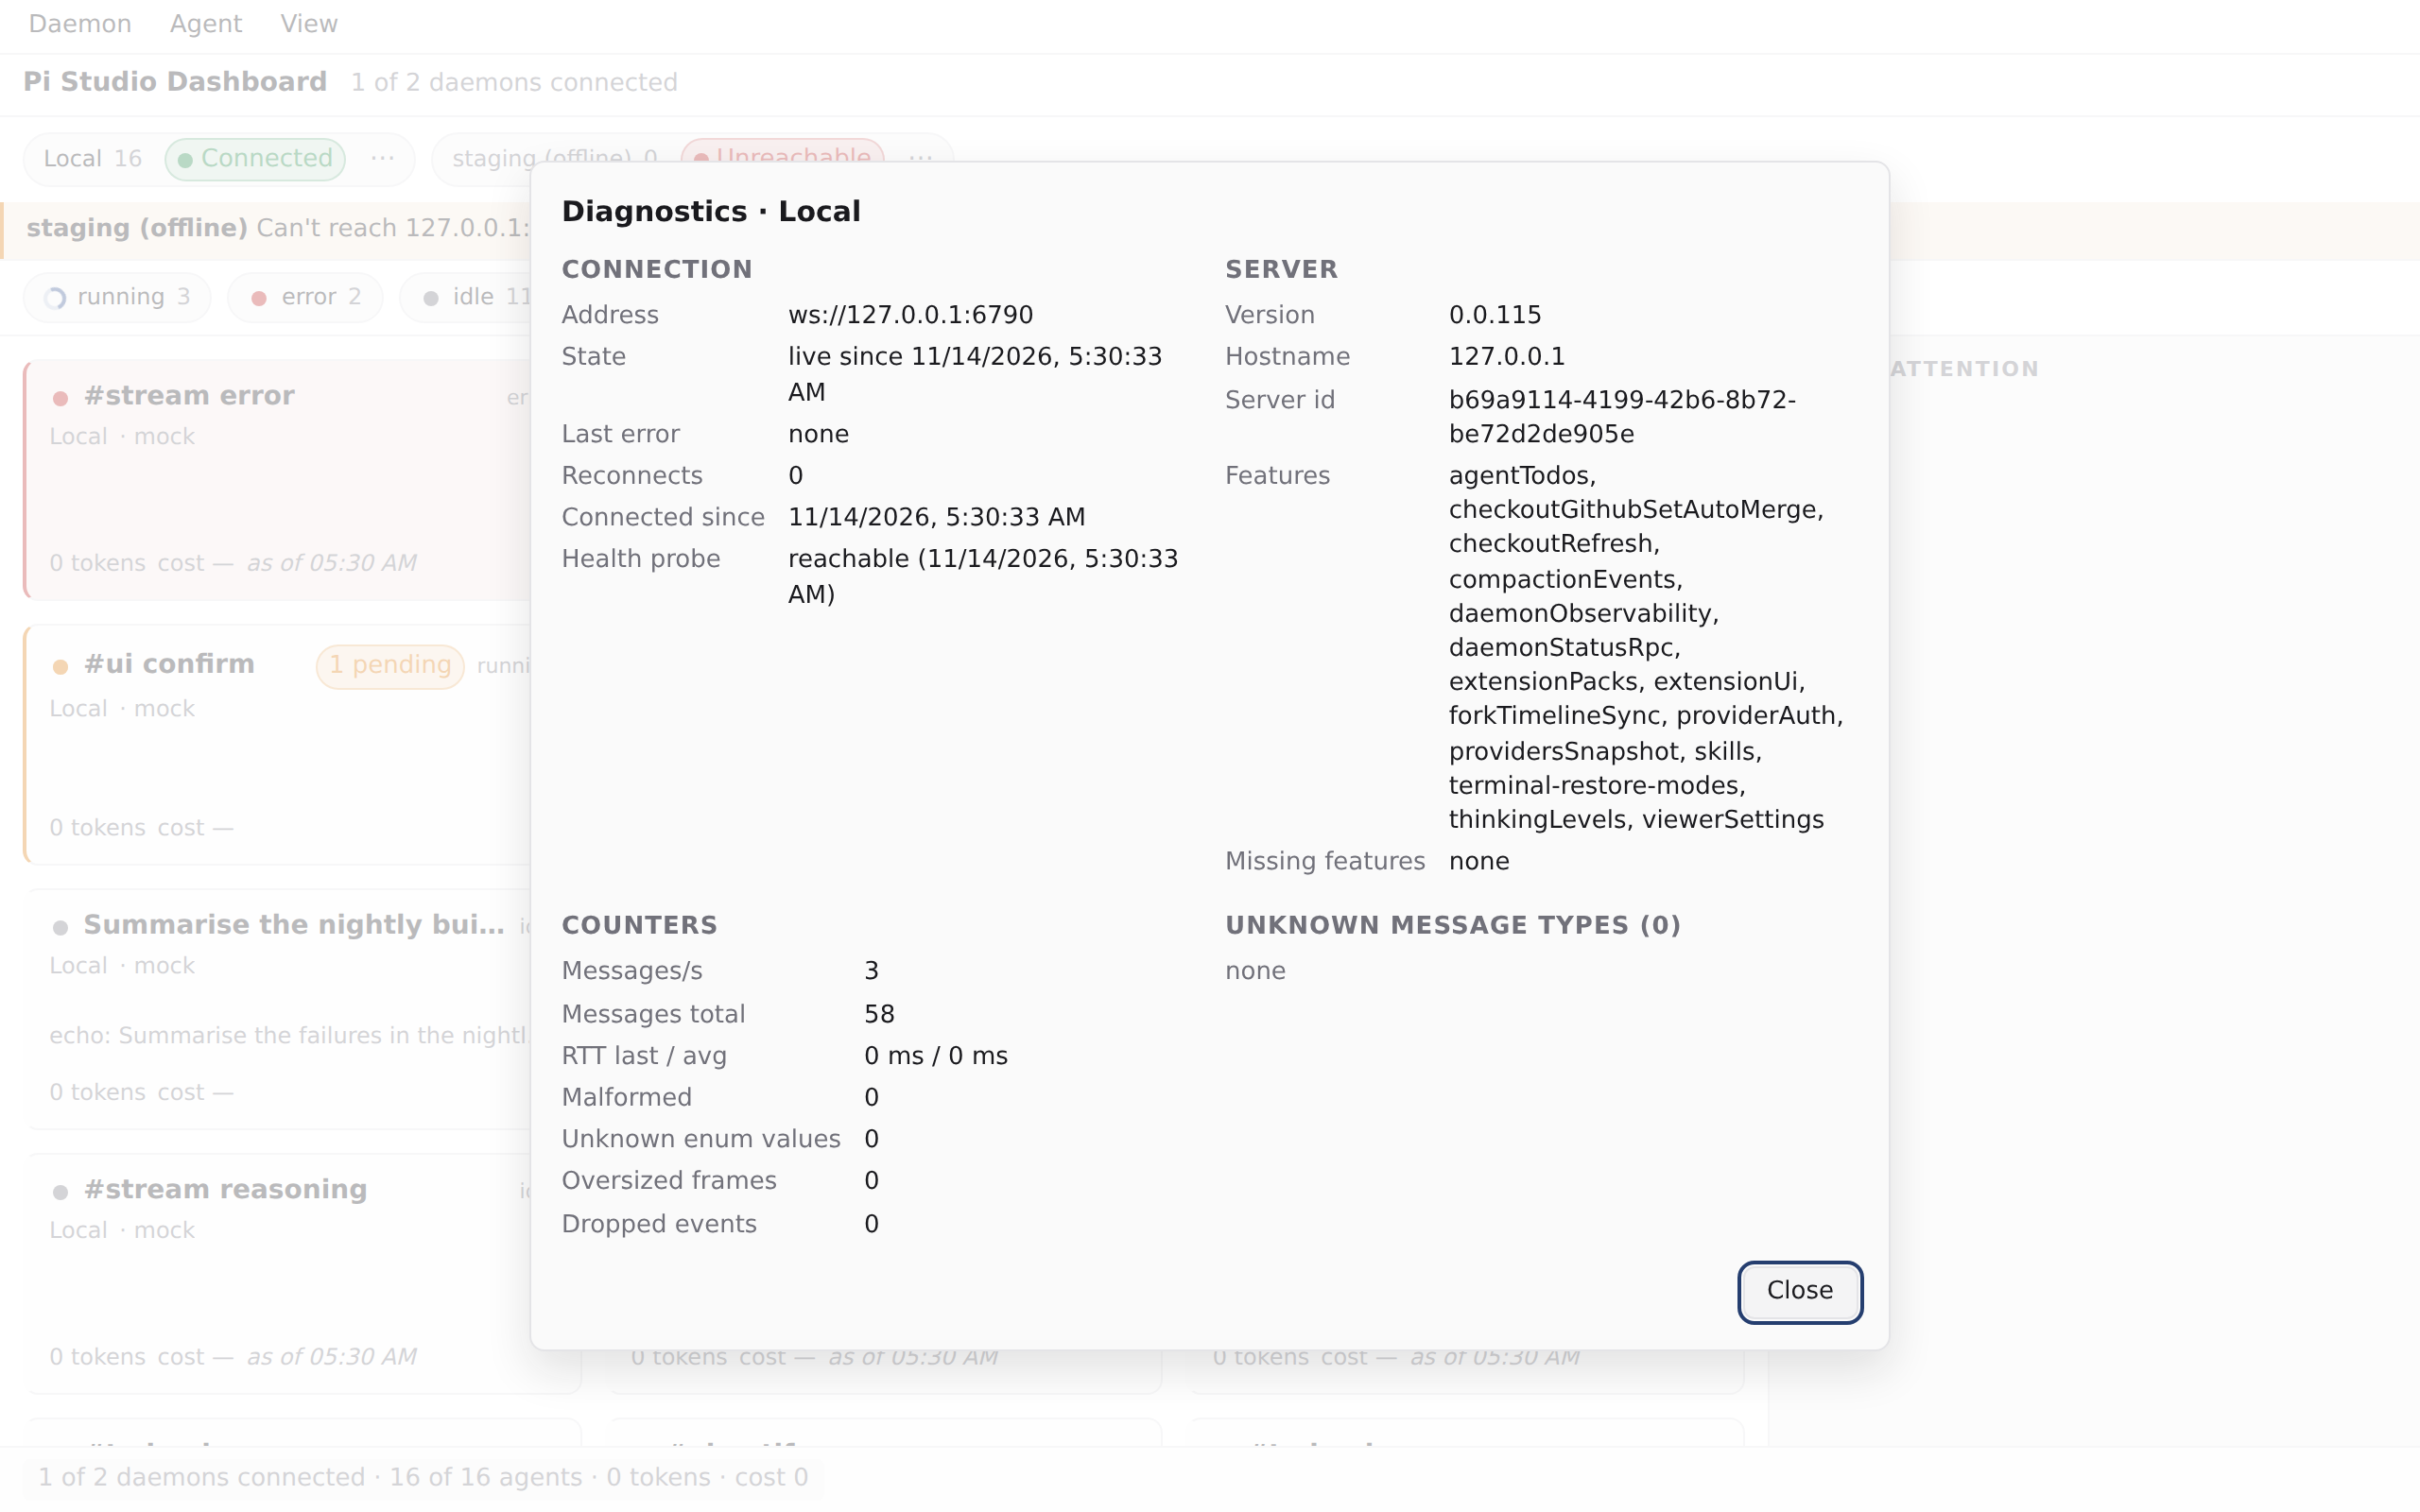 Daemon Agent View
Pi Studio Dashboard 1 of 2 daemons connected
Local 16 Connected ···
staging (offline) 0 Unreachable ···
staging (offline) Can't reach 127.0.0.1:
running 3 error 2 idle 11
#stream error
Local · mock
0 tokens cost — as of 05:30 AM
#ui confirm 1 pending
Local · mock
0 tokens cost —
Summarise the nightly bui…
Local · mock
echo: Summarise the failures in the nightl
0 tokens cost —
#stream reasoning
Local · mock
0 tokens cost — as of 05:30 AM
Diagnostics · Local
CONNECTION
Address ws://127.0.0.1:6790
State live since 11/14/2026, 5:30:33
AM
Last error none
Reconnects 0
Connected since 11/14/2026, 5:30:33 AM
Health probe reachable (11/14/2026, 5:30:33
AM)
SERVER
Version 0.0.115
Hostname 127.0.0.1
Server id b69a9114-4199-42b6-8b72-
be72d2de905e
Features agentTodos,
checkoutGithubSetAutoMerge,
checkoutRefresh,
compactionEvents,
daemonObservability,
daemonStatusRpc,
extensionPacks, extensionUi,
forkTimelineSync, providerAuth,
providersSnapshot, skills,
terminal-restore-modes,
thinkingLevels, viewerSettings
Missing features none
COUNTERS
Messages/s 3
Messages total 58
RTT last / avg 0 ms / 0 ms
Malformed 0
Unknown enum values 0
Oversized frames 0
Dropped events 0
UNKNOWN MESSAGE TYPES (0)
none
Close
ATTENTION
0 tokens cost — as of 05:30 AM
0 tokens cost — as of 05:30 AM
1 of 2 daemons connected · 16 of 16 agents · 0 tokens · cost 0